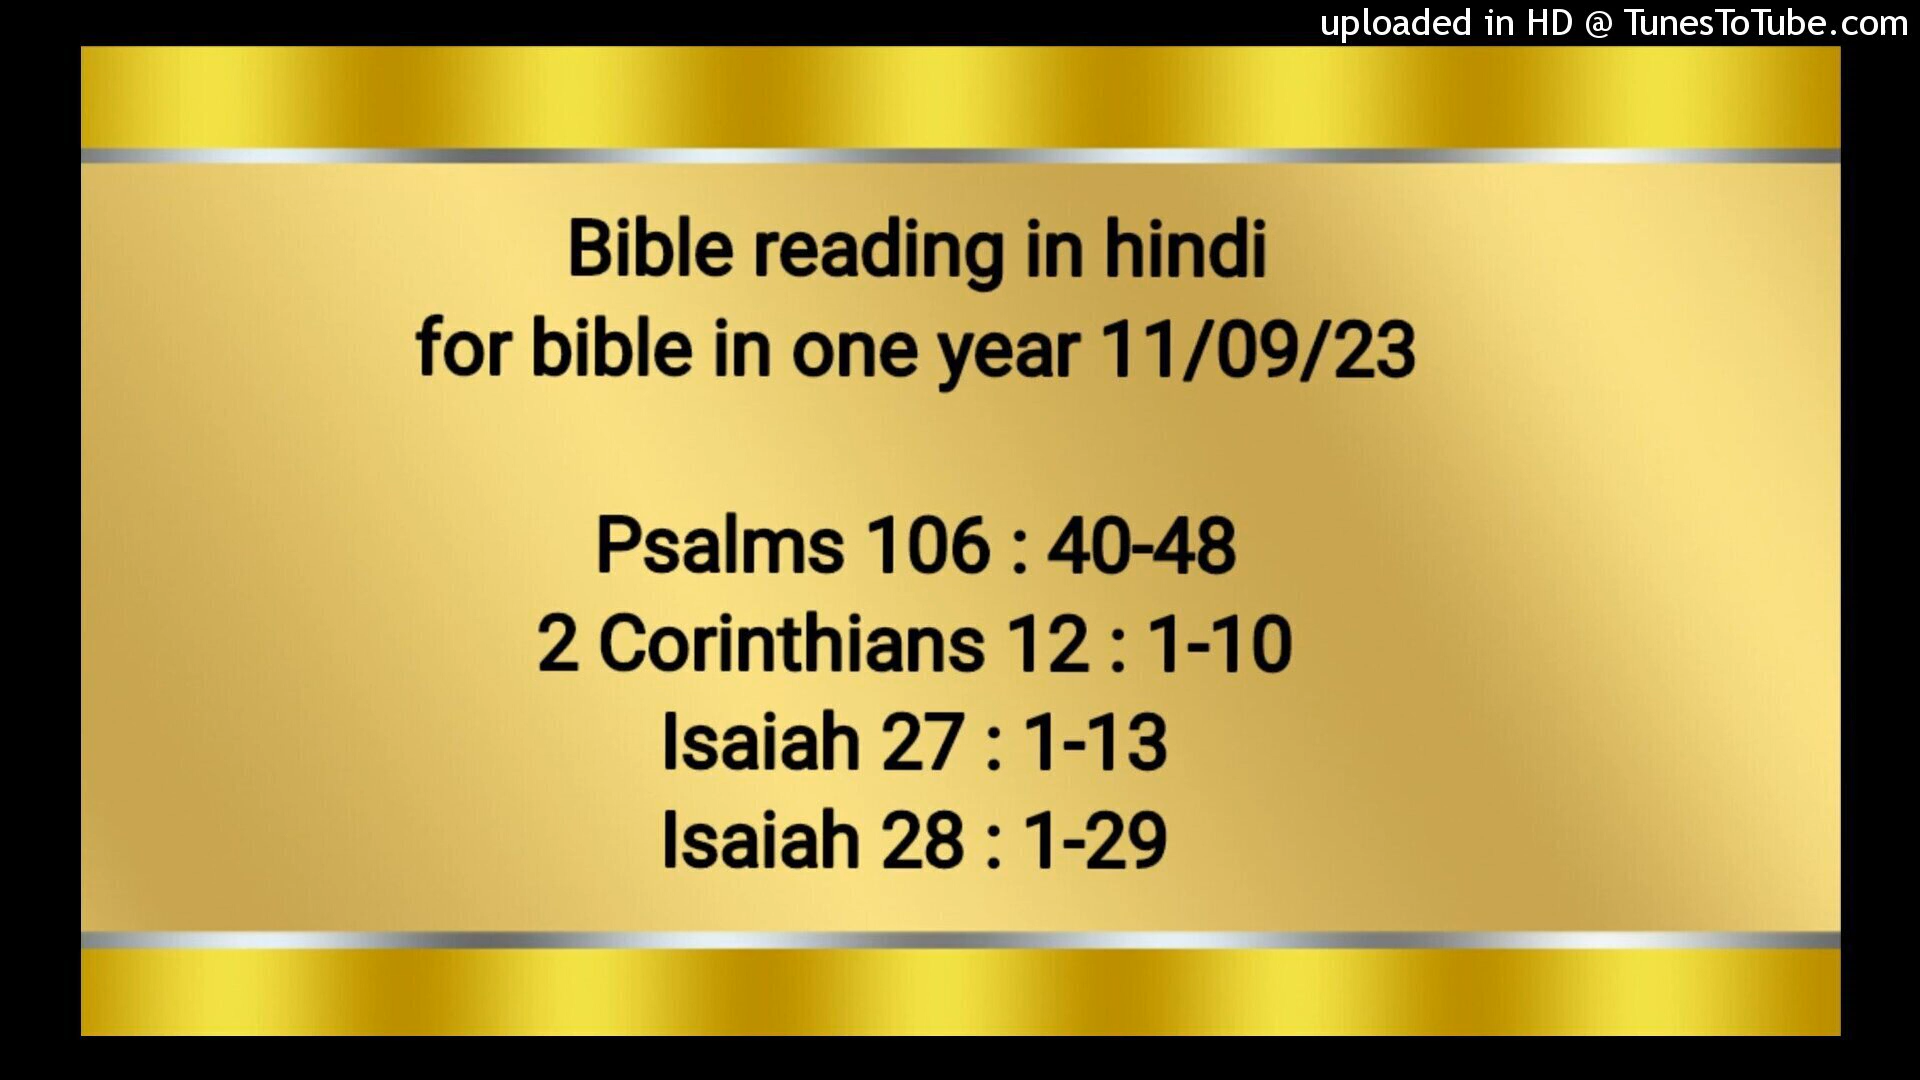 uploaded in HD @ TunesToTube.com
Bible reading in hindi
for bible in one year 11/09/23
Psalms 106 : 40-48
2 Corinthians 12 : 1-10
Isaiah 27 : 1-13
Isaiah 28 : 1-29